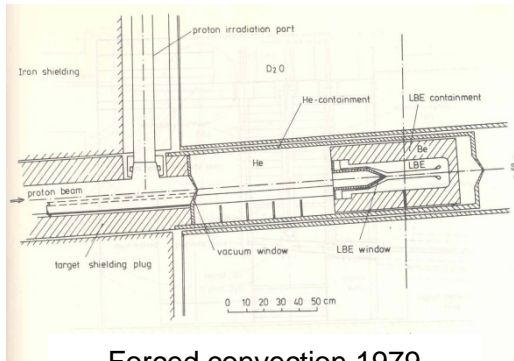 proton irradiation port
Iron shielding
D2O
He-containment
LBE containment
Be
LBE
He
proton beam
vacuum window
LBE window
target shielding plug
0 10 20 30 40 50 cm
Forced convection 1979